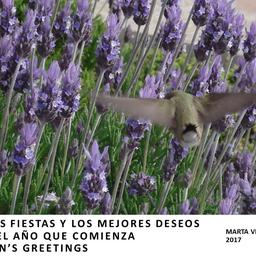 S FIESTAS Y LOS MEJORES DESEOS
EL AÑO QUE COMIENZA
N'S GREETINGS
MARTA V
2017